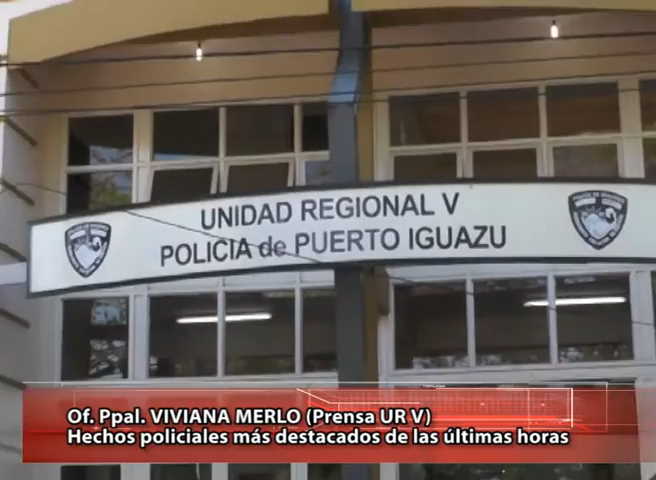 UNIDAD REGIONAL V
POLICIA de PUERTO IGUAZU
Of. Ppal. VIVIANA MERLO (Prensa UR V)
Hechos policiales más destacados de las últimas horas